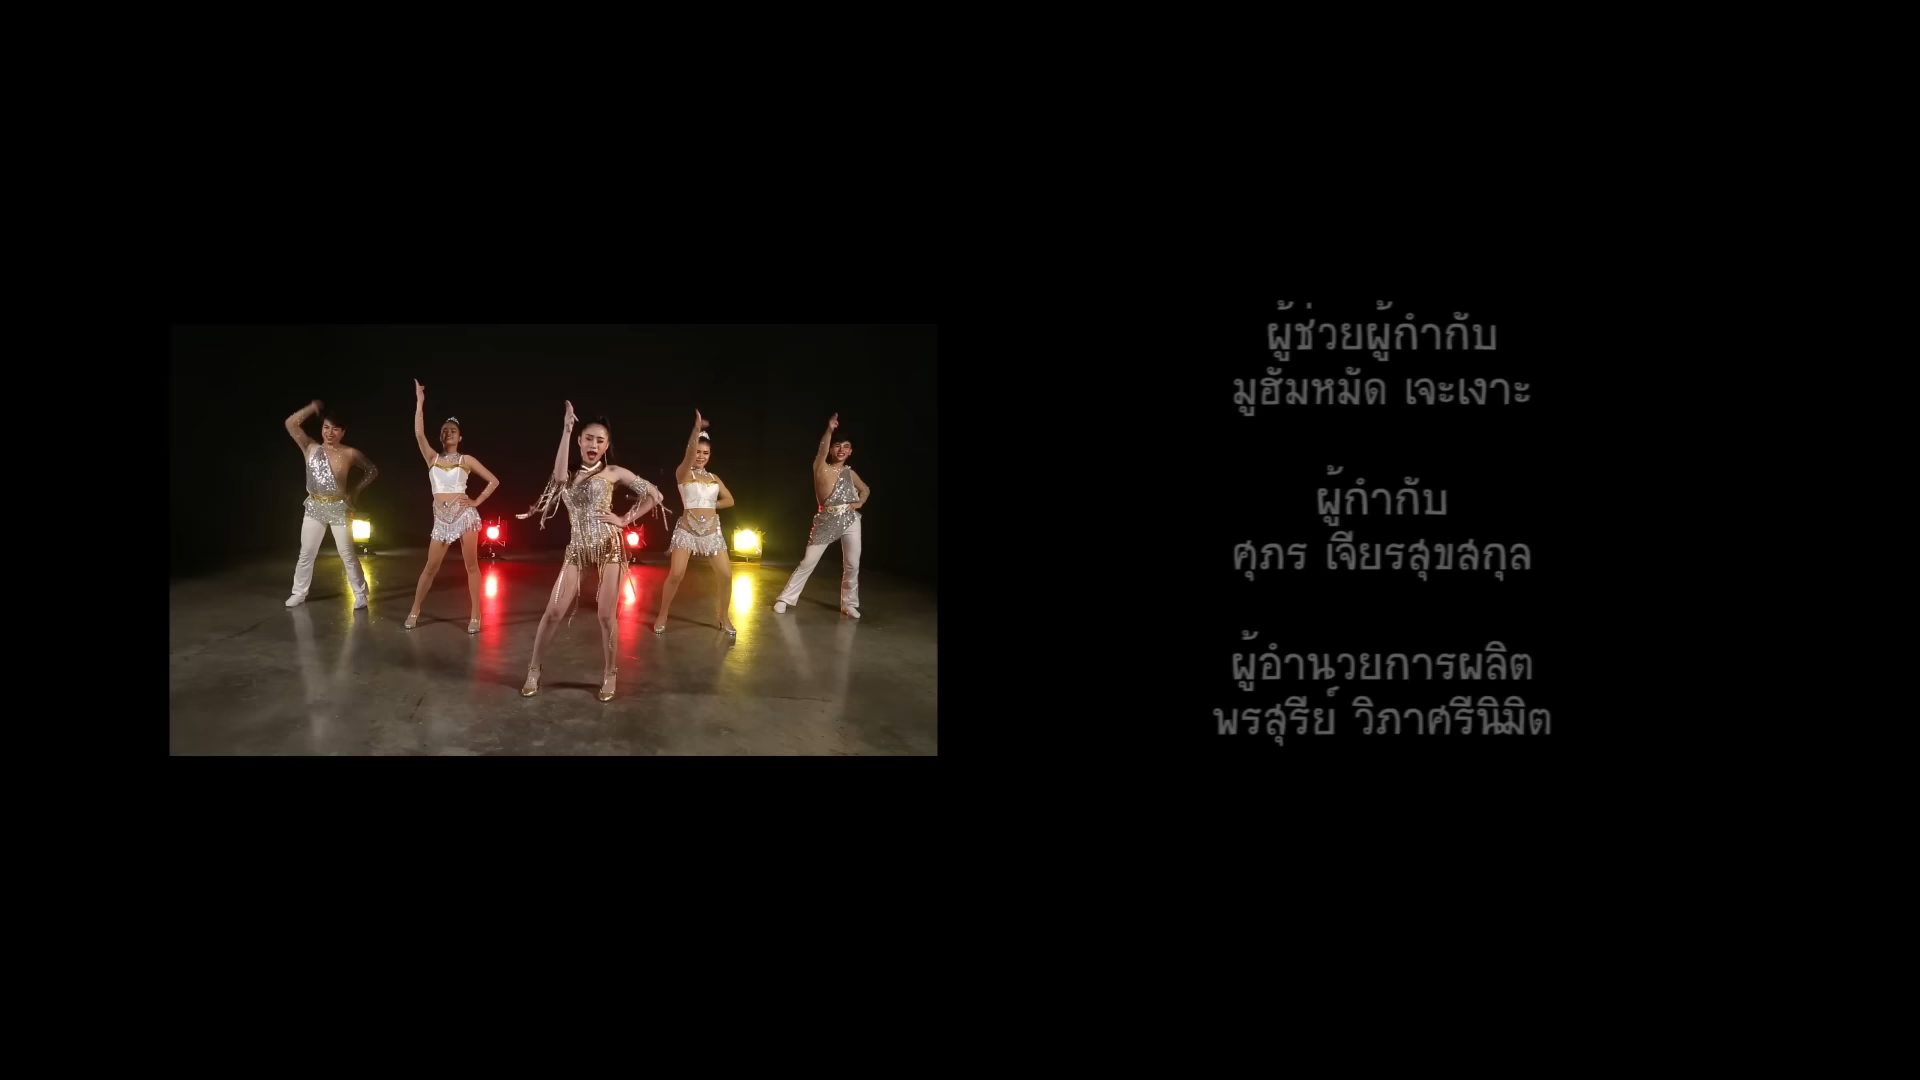 ผู้ช่วยผู้กำกับ
มูฮัมหมัด เจะเงาะ
ผู้กำกับ
ศุภร เจียรสุขสกุล
ผู้อำนวยการผลิต
พรสุรีย์ วิภาศรีนิมิต